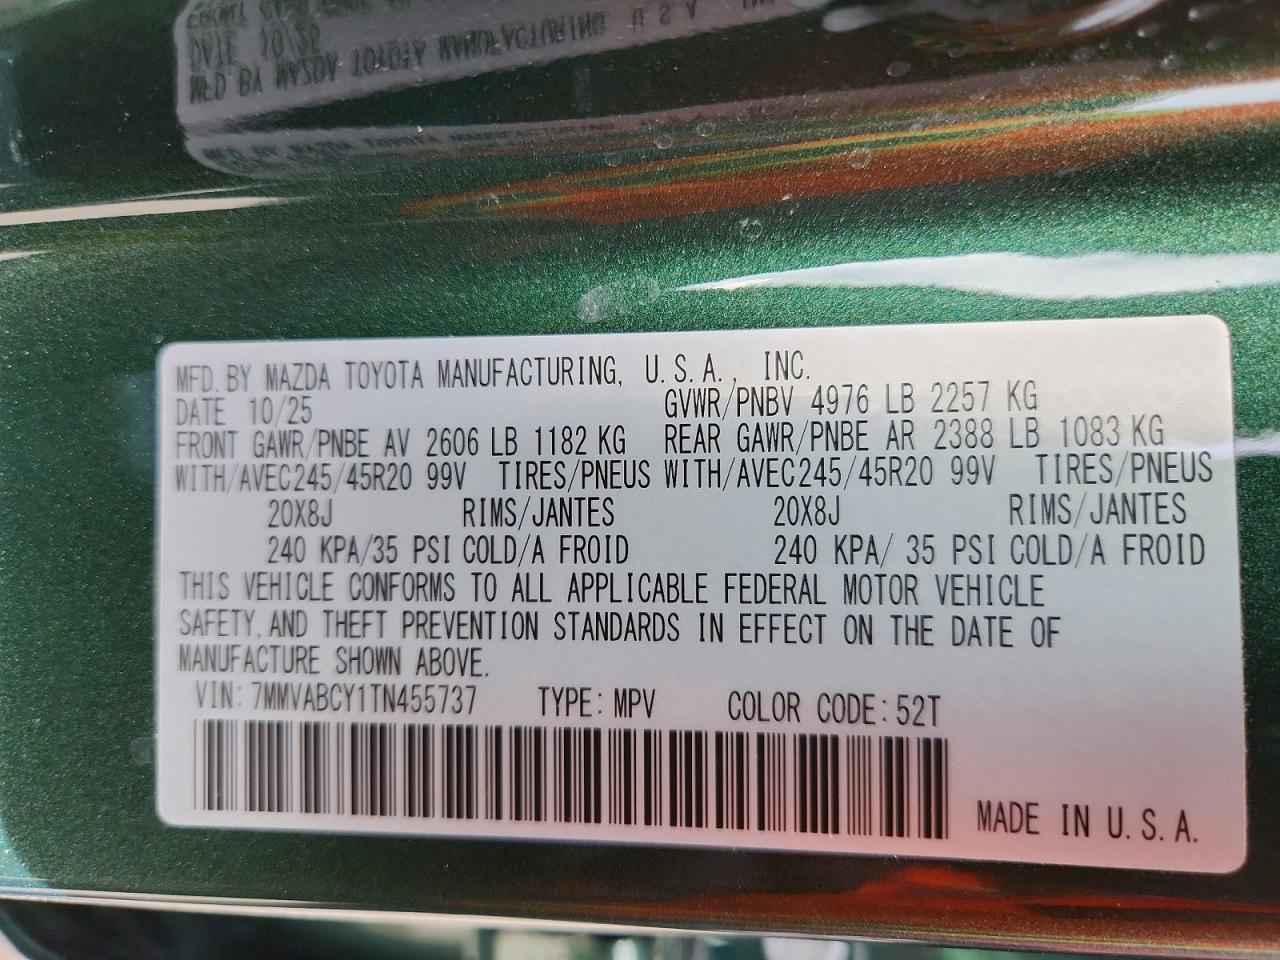 MFD. BY MAZDA TOYOTA MANUFACTURING, U.S.A., INC.
DATE 10/25 GVWR/PNBV 4976 LB 2257 KG
FRONT GAWR/PNBE AV 2606 LB 1182 KG REAR GAWR/PNBE AR 2388 LB 1083 KG
WITH/AVEC245/45R20 99V TIRES/PNEUS WITH/AVEC245/45R20 99V TIRES/PNEUS
20X8J RIMS/JANTES 20X8J RIMS/JANTES
240 KPA/35 PSI COLD/A FROID 240 KPA/ 35 PSI COLD/A FROID
THIS VEHICLE CONFORMS TO ALL APPLICABLE FEDERAL MOTOR VEHICLE
SAFETY, AND THEFT PREVENTION STANDARDS IN EFFECT ON THE DATE OF
MANUFACTURE SHOWN ABOVE.
VIN: 7MMVABCY1TN455737 TYPE: MPV COLOR CODE: 52T
MADE IN U.S.A.